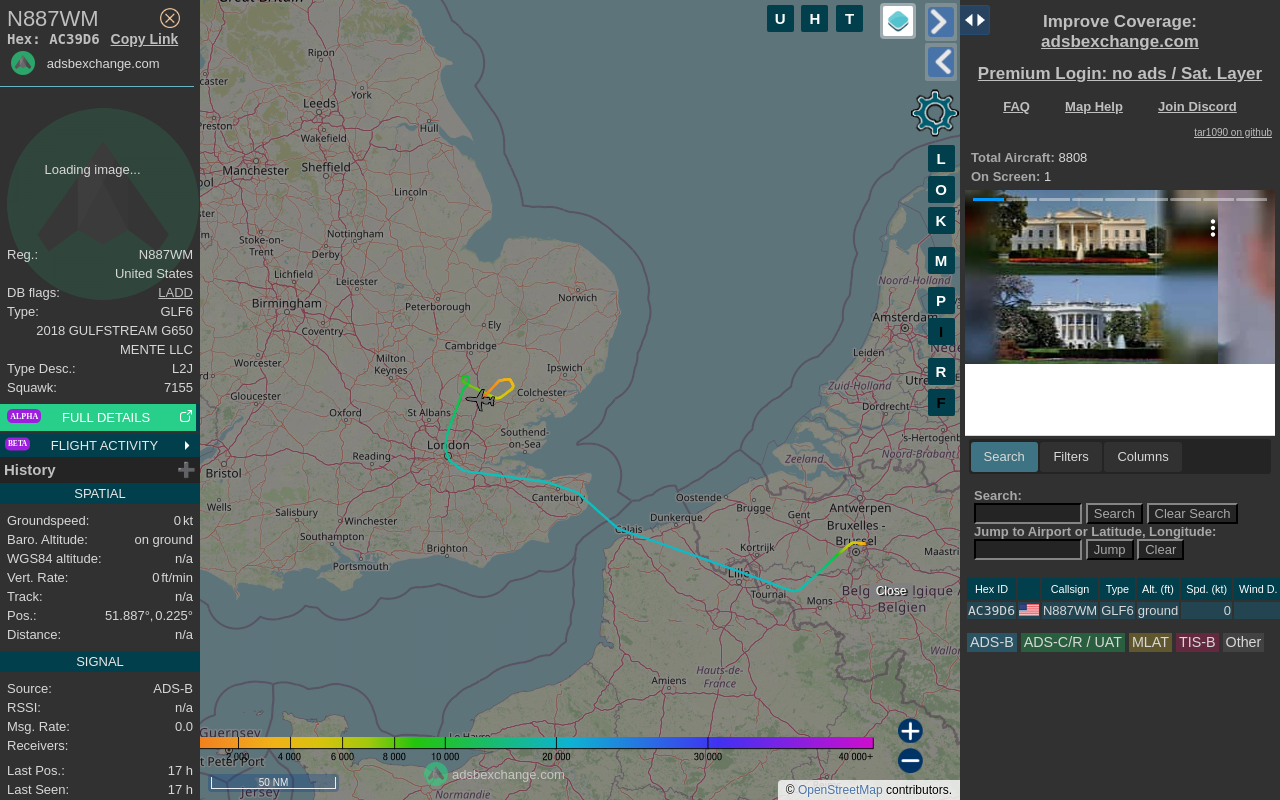 N887WM
Hex: AC39D6 Copy Link
adsbexchange.com
Loading image...
Reg.: N887WM
United States
DB flags: LADD
Type: GLF6
2018 GULFSTREAM G650
MENTE LLC
Type Desc.: L2J
Squawk: 7155
ALPHA FULL DETAILS
BETA FLIGHT ACTIVITY
History
SPATIAL
Groundspeed: 0 kt
Baro. Altitude: on ground
WGS84 altitude: n/a
Vert. Rate: 0 ft/min
Track: n/a
Pos.: 51.887°, 0.225°
Distance: n/a
SIGNAL
Source: ADS-B
RSSI: n/a
Msg. Rate: 0.0
Receivers:
Last Pos.: 17 h
Last Seen: 17 h
U H T
L
O
K
M
P
I
R
F
Great Britain
Ripon
York
Leeds
Preston
Hull
Wakefield
Manchester
Sheffield
Lincoln
Stoke-on-
Trent
Nottingham
Derby
Lichfield
Leicester
Norwich
Peterborough
Birmingham
Coventry
Ely
Cambridge
Worcester
Milton
Keynes
Ipswich
Gloucester
Colchester
Oxford
St Albans
Southend-
on-Sea
London
Reading
Bristol
Canterbury
Wells
Salisbury
Winchester
Southampton
Brighton
Portsmouth
Calais
Dunkerque
Oostende
Brugge
Gent
Antwerpen
Bruxelles -
Brussel
Kortrijk
Lille
Tournai
Mons
Maastri
Belg
Close
lgique
Belgien
Noord-Holland
Amsterdam
Leiden
Zuid-Holland
Dordrecht
's-Hertogenb
Noord-Brabant
Zeeland
Hauts-de-
France
Amiens
Wallon
Guernsey
t Peter Port
Jersey
Le Havre
Normandie
2 000 4 000 6 000 8 000 10 000 20 000 30 000 40 000+
50 NM
adsbexchange.com
© OpenStreetMap contributors.
Improve Coverage:
adsbexchange.com
Premium Login: no ads / Sat. Layer
FAQ Map Help Join Discord
tar1090 on github
Total Aircraft: 8808
On Screen: 1
Search Filters Columns
Search:
Search Clear Search
Jump to Airport or Latitude, Longitude:
Jump Clear
Hex ID Callsign Type Alt. (ft) Spd. (kt) Wind D.
AC39D6 N887WM GLF6 ground 0
ADS-B ADS-C/R / UAT MLAT TIS-B Other